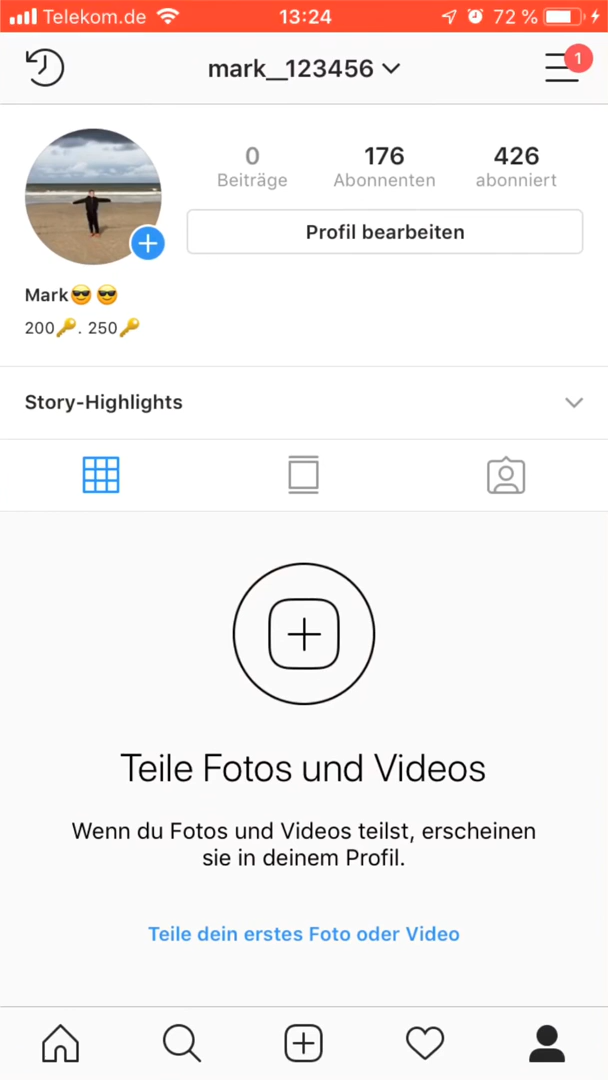 Telekom.de 13:24 72 %
mark__123456 1
0 176 426
Beiträge Abonnenten abonniert
Profil bearbeiten
Mark😎😎
200🔑. 250🔑
Story-Highlights
Teile Fotos und Videos
Wenn du Fotos und Videos teilst, erscheinen
sie in deinem Profil.
Teile dein erstes Foto oder Video